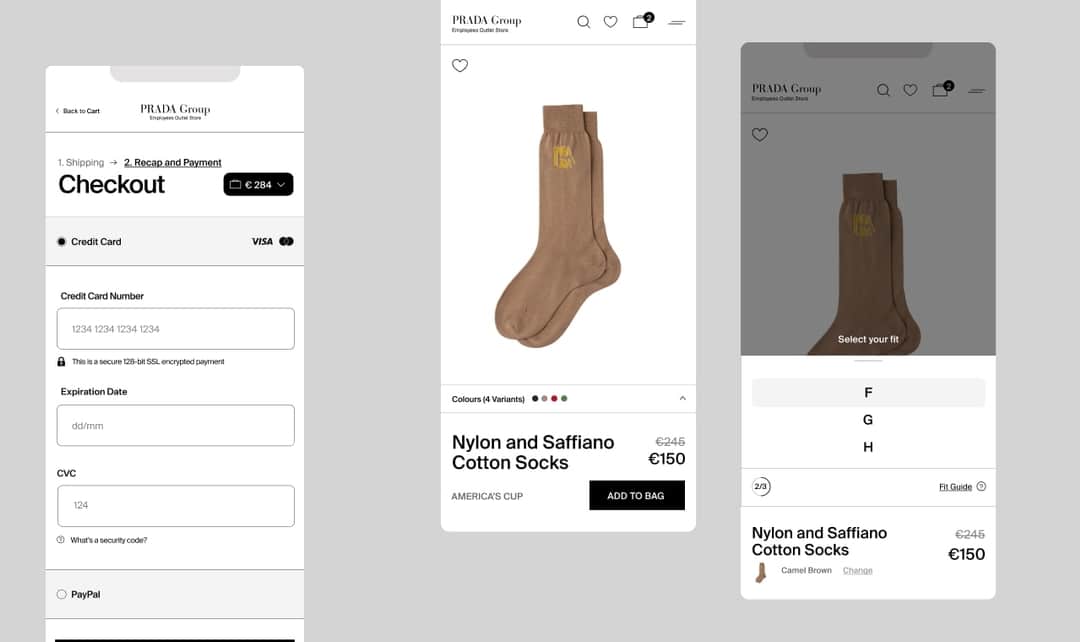 Back to Cart
PRADA Group
Employees Outlet Store
1. Shipping → 2. Recap and Payment
Checkout
€ 284
Credit Card
VISA
Credit Card Number
1234 1234 1234 1234
This is a secure 128-bit SSL encrypted payment
Expiration Date
dd/mm
CVC
124
What's a security code?
PayPal
PRADA Group
Employees Outlet Store
2
Colours (4 Variants)
Nylon and Saffiano
Cotton Socks
€245
€150
AMERICA'S CUP
ADD TO BAG
PRADA Group
Employees Outlet Store
2
Select your fit
F
G
H
2/3
Fit Guide
Nylon and Saffiano
Cotton Socks
€245
€150
Camel Brown
Change